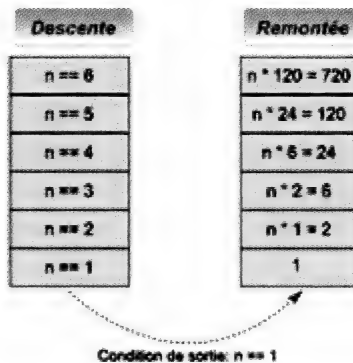 Descente
n == 6
n == 5
n == 4
n == 3
n == 2
n == 1
Remontée
n * 120 = 720
n * 24 = 120
n * 6 = 24
n * 2 = 6
n * 1 = 2
1
Condition de sortie: n == 1